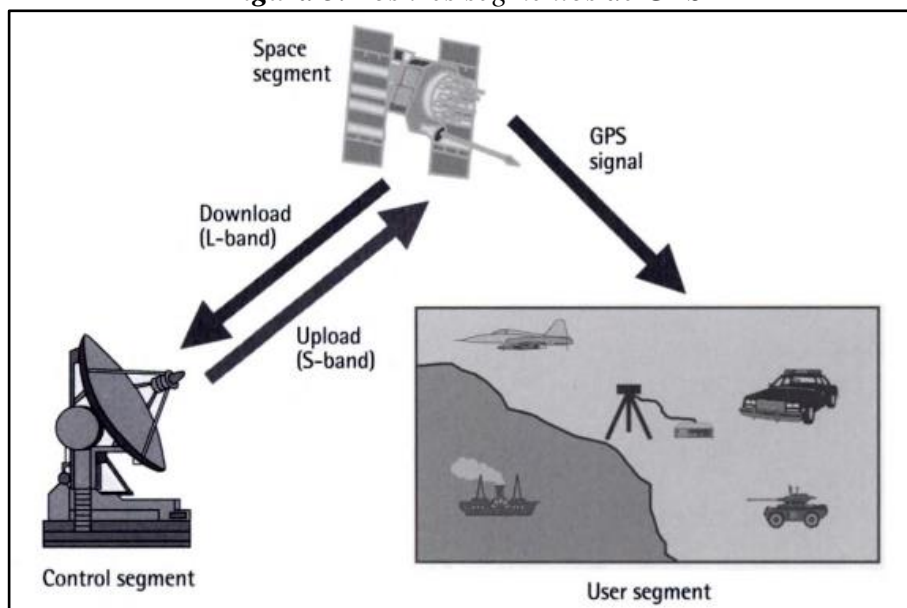 Space
segment
GPS
signal
Download
(L-band)
Upload
(S-band)
Control segment
User segment